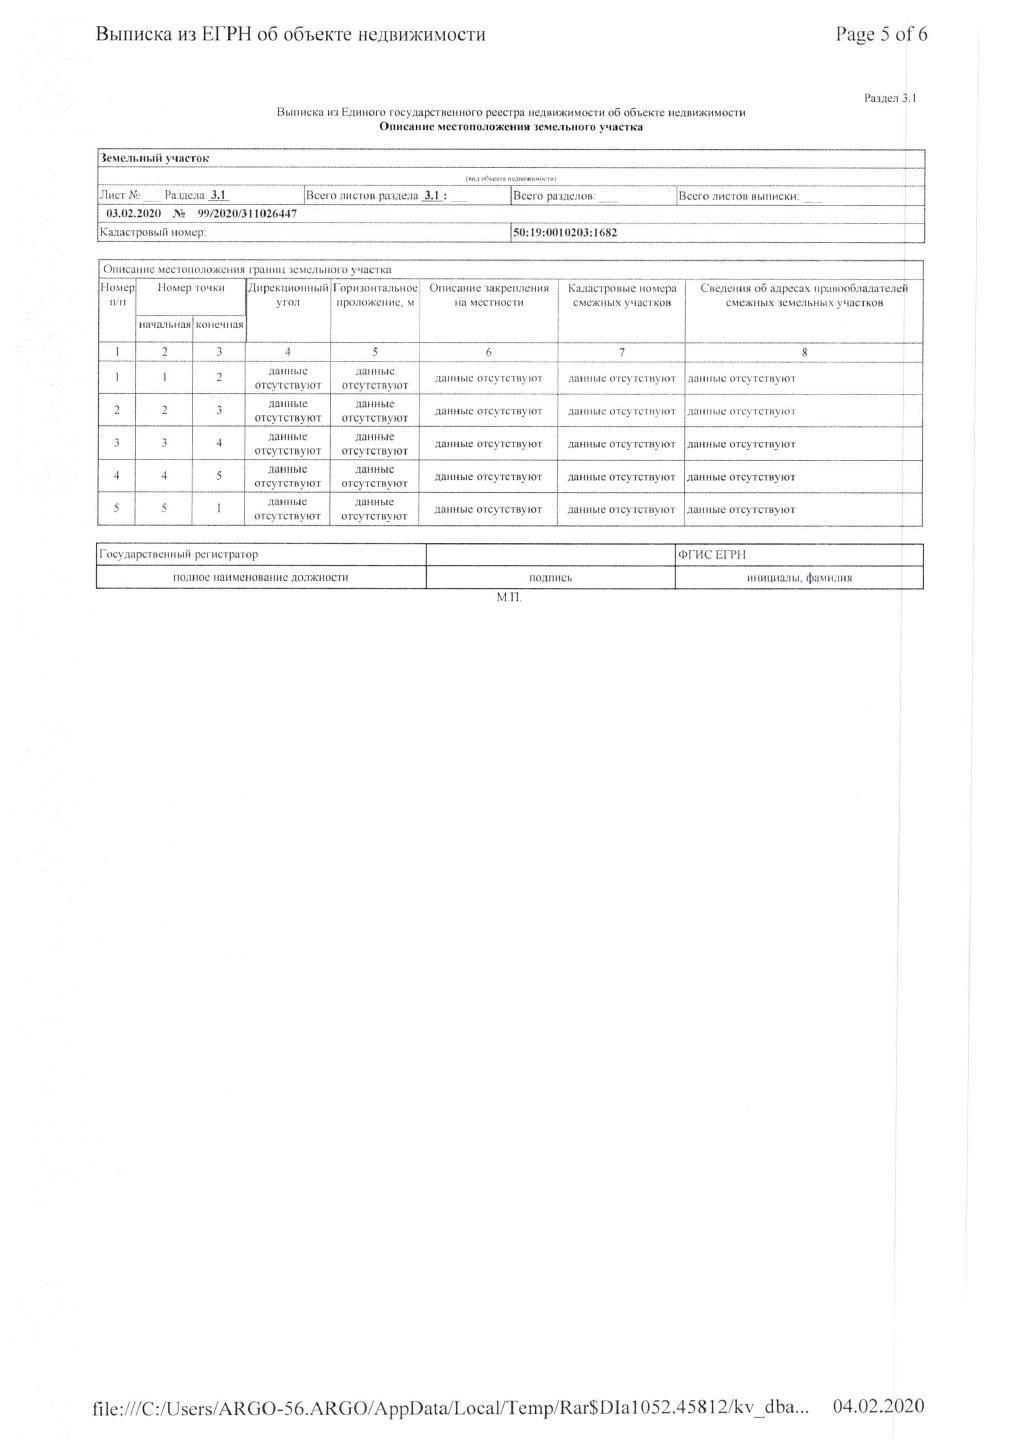 Выписка из ЕГРН об объекте недвижимости Page 5 of 6
Раздел 3.1
Выписка из Единого государственного реестра недвижимости об объекте недвижимости
Описание местоположения земельного участка
Земельный участок
(вид объекта недвижимости)
Лист № ___ Раздела 3.1 Всего листов раздела 3.1 : ___ Всего разделов: ___ Всего листов выписки: ___
03.02.2020 № 99/2020/311026447
Кадастровый номер: 50:19:0010203:1682
Описание местоположения границ земельного участка
Номер Номер точки Дирекционный Горизонтальное Описание закрепления Кадастровые номера Сведения об адресах правообладателей
п/п угол проложение, м на местности смежных участков смежных земельных участков
начальная конечная
1 2 3 4 5 6 7 8
данные данные
1 1 2 отсутствуют отсутствуют данные отсутствуют данные отсутствуют данные отсутствуют
данные данные
2 2 3 отсутствуют отсутствуют данные отсутствуют данные отсутствуют данные отсутствуют
данные данные
3 3 4 отсутствуют отсутствуют данные отсутствуют данные отсутствуют данные отсутствуют
данные данные
4 4 5 отсутствуют отсутствуют данные отсутствуют данные отсутствуют данные отсутствуют
данные данные
5 5 1 отсутствуют отсутствуют данные отсутствуют данные отсутствуют данные отсутствуют
Государственный регистратор ФГИС ЕГРН
полное наименование должности подпись инициалы, фамилия
М.П.
file:///C:/Users/ARGO-56.ARGO/AppData/Local/Temp/Rar$DIa1052.45812/kv_dba... 04.02.2020